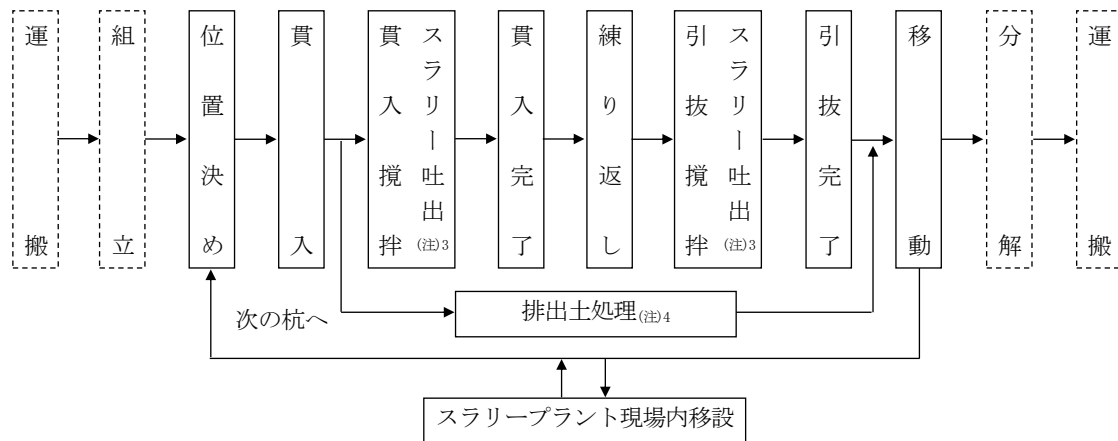 運搬
組立
位置決め
貫入
スラリー吐出(注)3
貫入撹拌
貫入完了
練り返し
スラリー吐出(注)3
引抜撹拌
引抜完了
移動
分解
運搬
次の杭へ
排出土処理(注)4
スラリープラント現場内移設